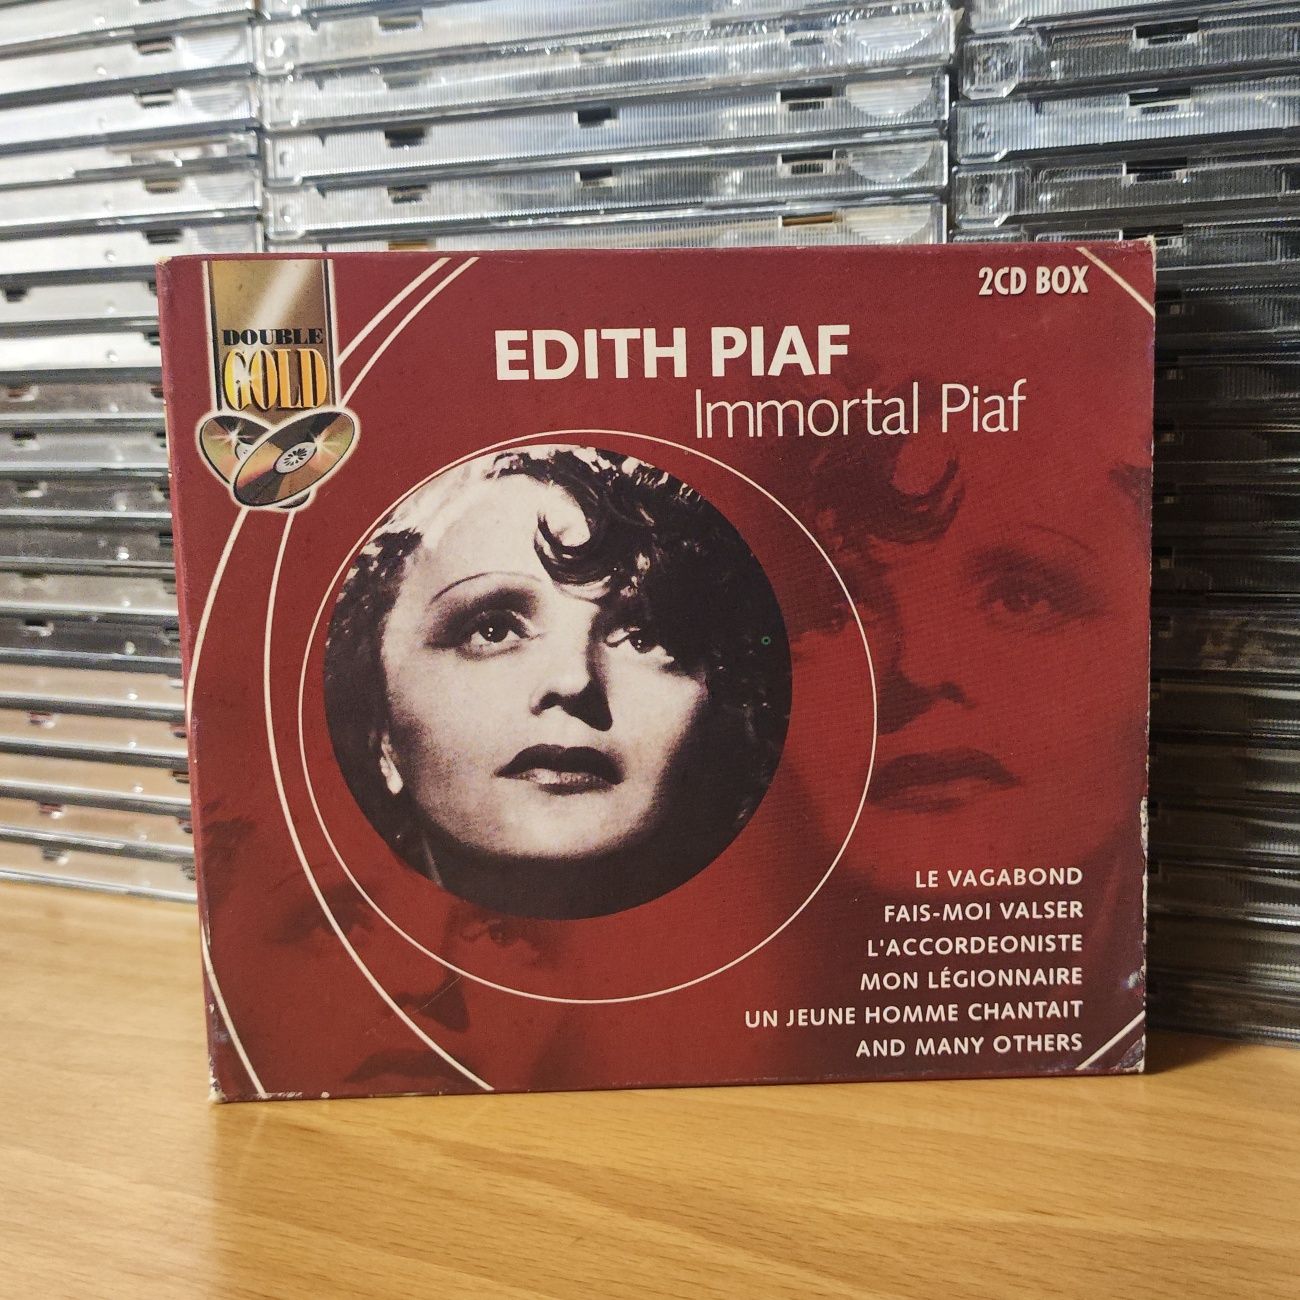 2CD BOX
DOUBLE
GOLD
EDITH PIAF
Immortal Piaf
LE VAGABOND
FAIS-MOI VALSER
L'ACCORDEONISTE
MON LÉGIONNAIRE
UN JEUNE HOMME CHANTAIT
AND MANY OTHERS